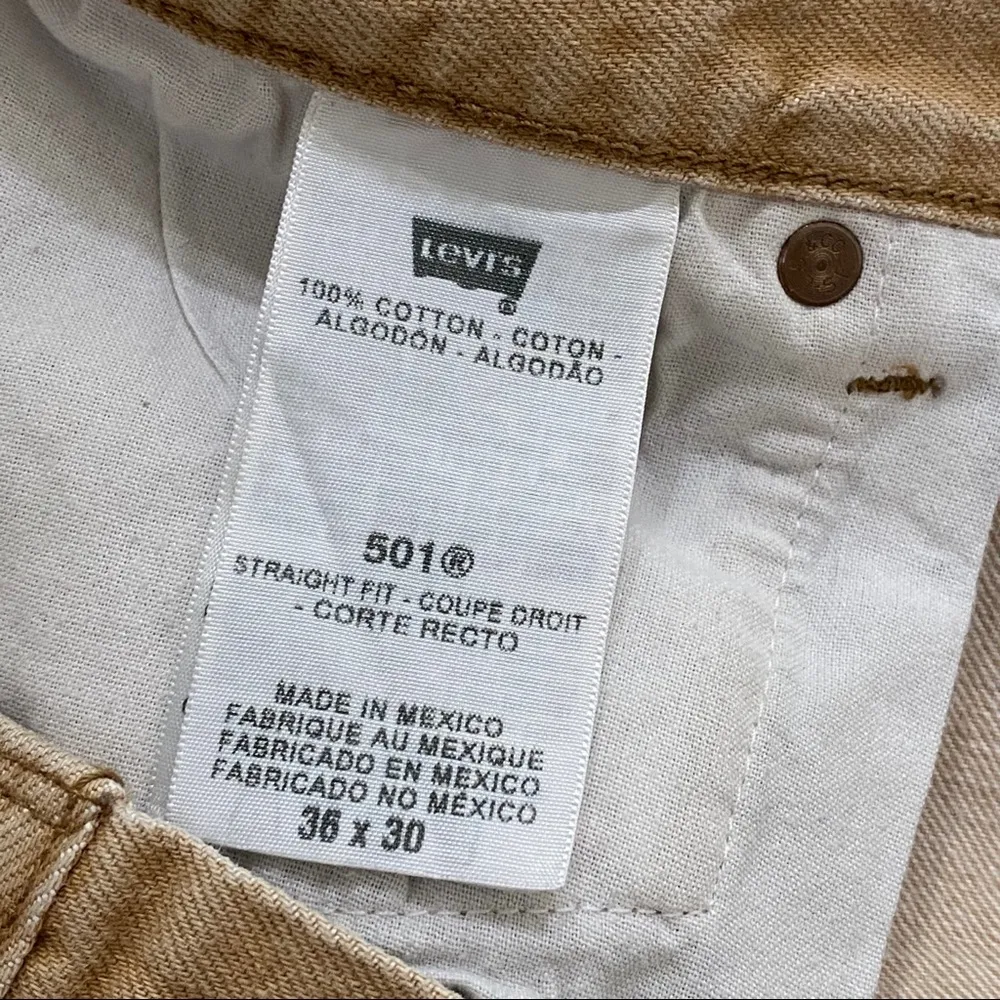 Levi's
®
100% COTTON - COTON -
ALGODÓN - ALGODÃO
501®
STRAIGHT FIT - COUPE DROIT
- CORTE RECTO
MADE IN MEXICO
FABRIQUE AU MEXIQUE
FABRICADO EN MEXICO
FABRICADO NO MÉXICO
36 x 30